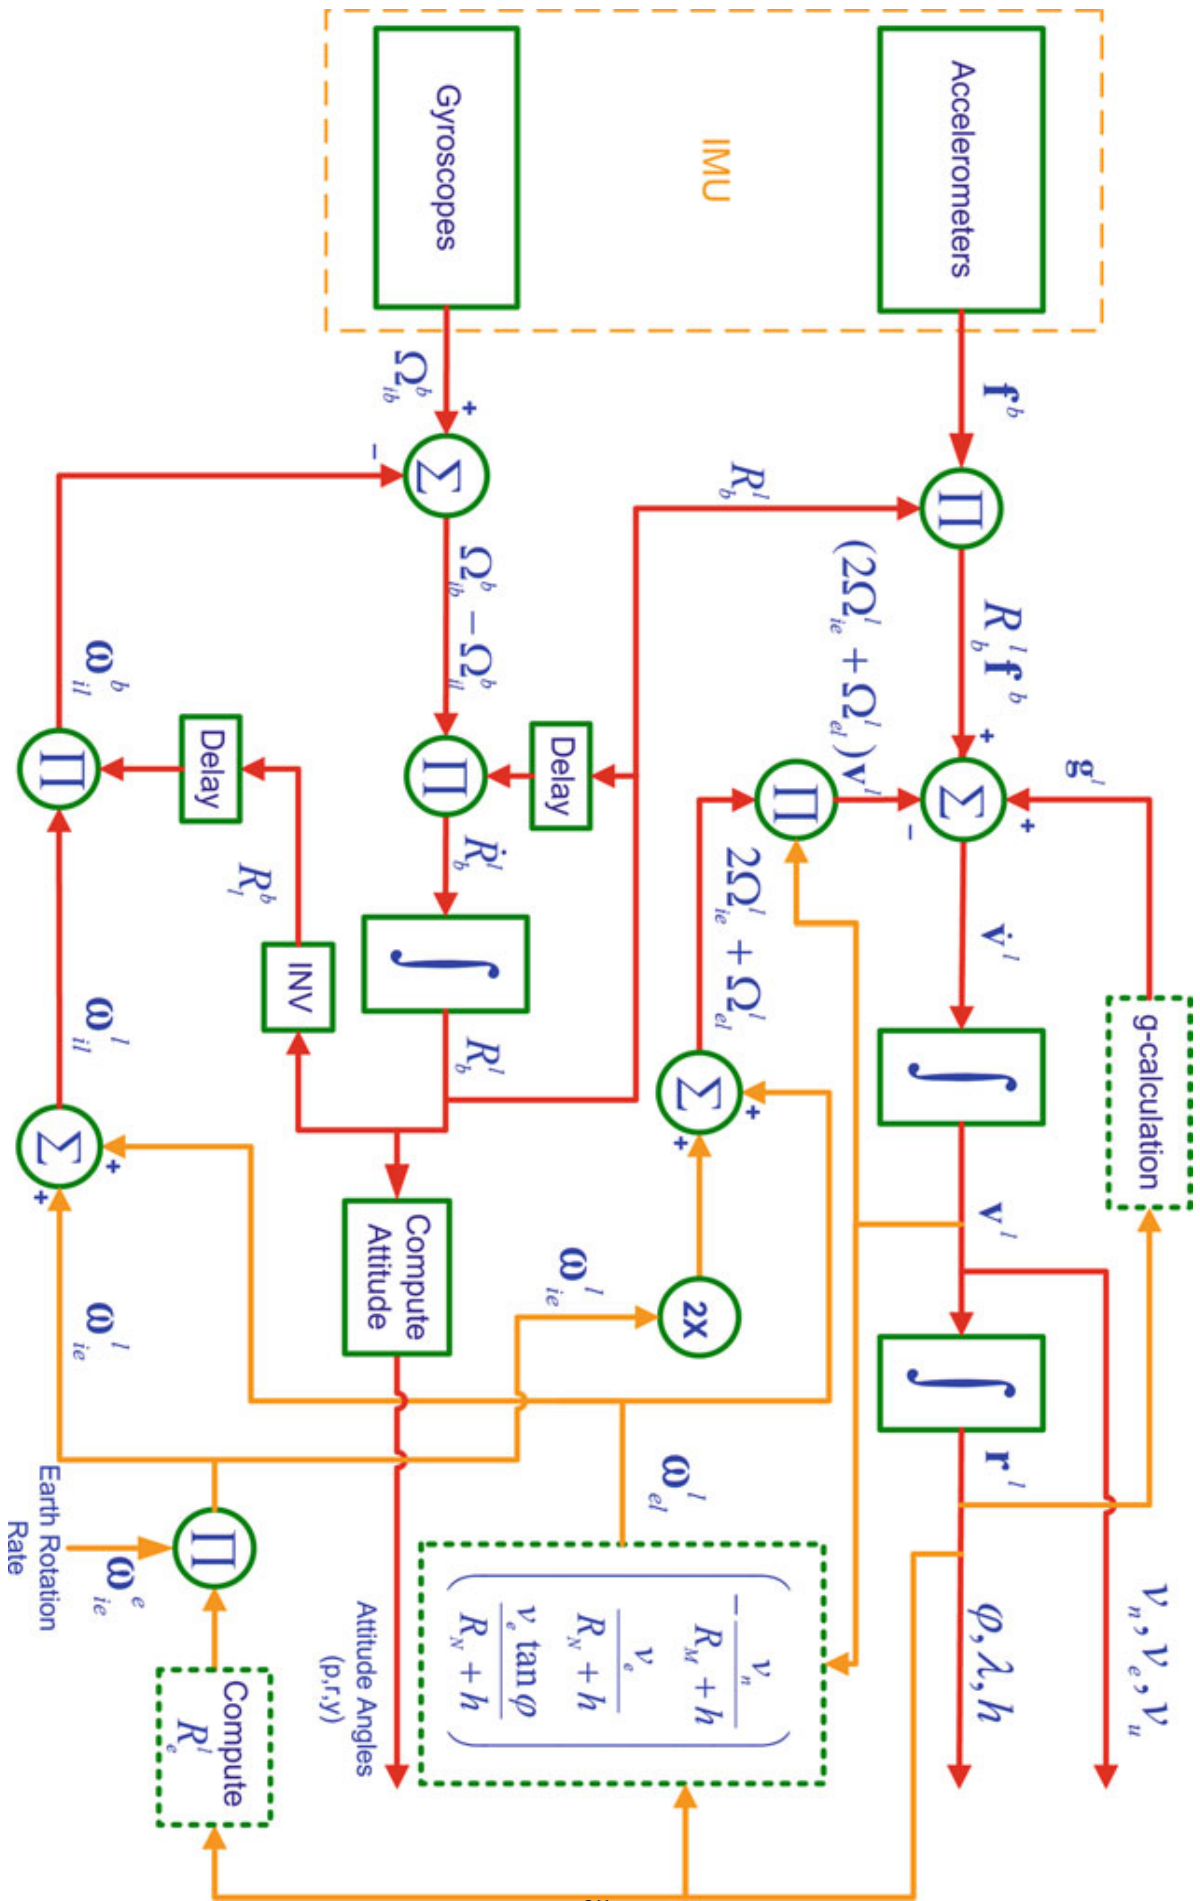 Accelerometers
IMU
Gyroscopes
f^b
∏
R_b^l f^b
g^l
g-calculation
Σ
+
+
−
v̇^l
∫
v^l
∫
r^l
v_n, v_e, v_u
φ, λ, h
R_b^l
(2Ω_ie^l + Ω_el^l)v^l
∏
2Ω_ie^l + Ω_el^l
Σ
+
+
2X
ω_ie^l
ω_el^l
−v_n / (R_M + h)
v_e / (R_N + h)
v_e tan φ / (R_N + h)
Ω_ib^b
+
−
Σ
Ω_ib^b − Ω_il^b
Delay
∏
Ṙ_b^l
∫
R_b^l
Compute
Attitude
Attitude Angles
(p,r,y)
INV
R_l^b
Delay
ω_il^b
∏
ω_il^l
Σ
+
+
ω_ie^l
∏
ω_ie^e
Earth Rotation
Rate
Compute
R_e^l